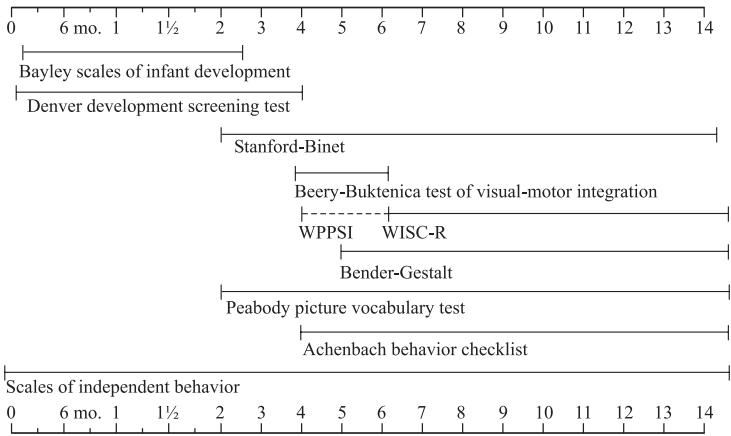 0 6 mo. 1 1½ 2 3 4 5 6 7 8 9 10 11 12 13 14
Bayley scales of infant development
Denver development screening test
Stanford-Binet
Beery-Buktenica test of visual-motor integration
WPPSI WISC-R
Bender-Gestalt
Peabody picture vocabulary test
Achenbach behavior checklist
Scales of independent behavior
0 6 mo. 1 1½ 2 3 4 5 6 7 8 9 10 11 12 13 14